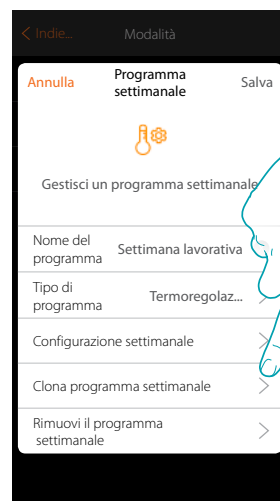 < Indie...
Modalità
Annulla
Programma
settimanale
Salva
Gestisci un programma settimanale
Nome del
programma
Settimana lavorativa
Tipo di
programma
Termoregolaz...
Configurazione settimanale
Clona programma settimanale
Rimuovi il programma
settimanale